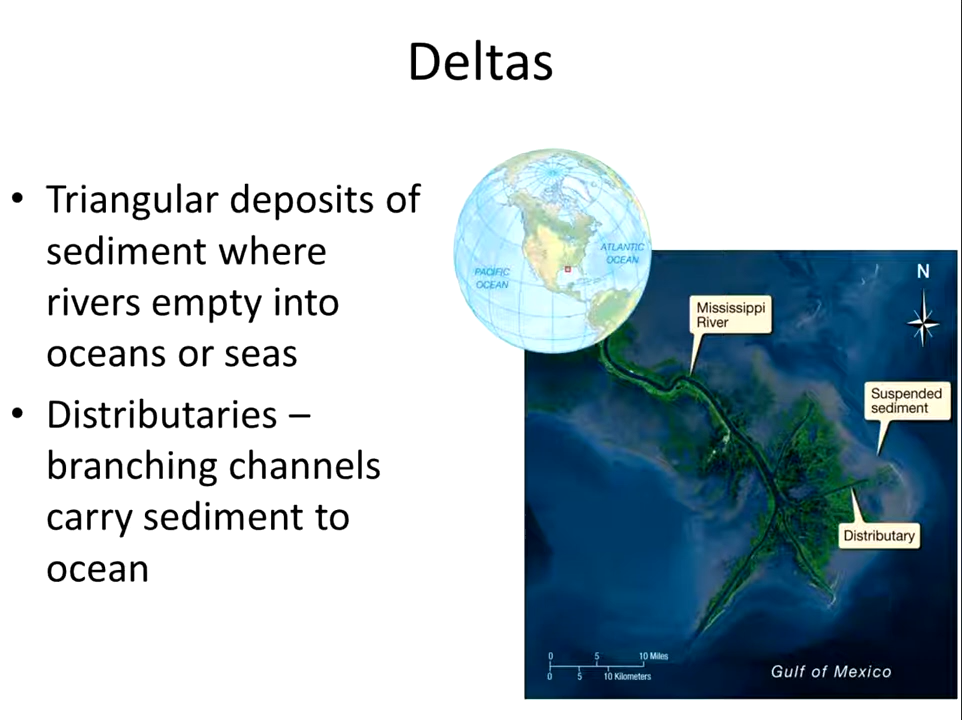 Deltas
• Triangular deposits of
sediment where
rivers empty into
oceans or seas
• Distributaries –
branching channels
carry sediment to
ocean
PACIFIC
OCEAN
ATLANTIC
OCEAN
N
Mississippi
River
Suspended
sediment
Distributary
0 5 10 Miles
0 5 10 Kilometers
Gulf of Mexico